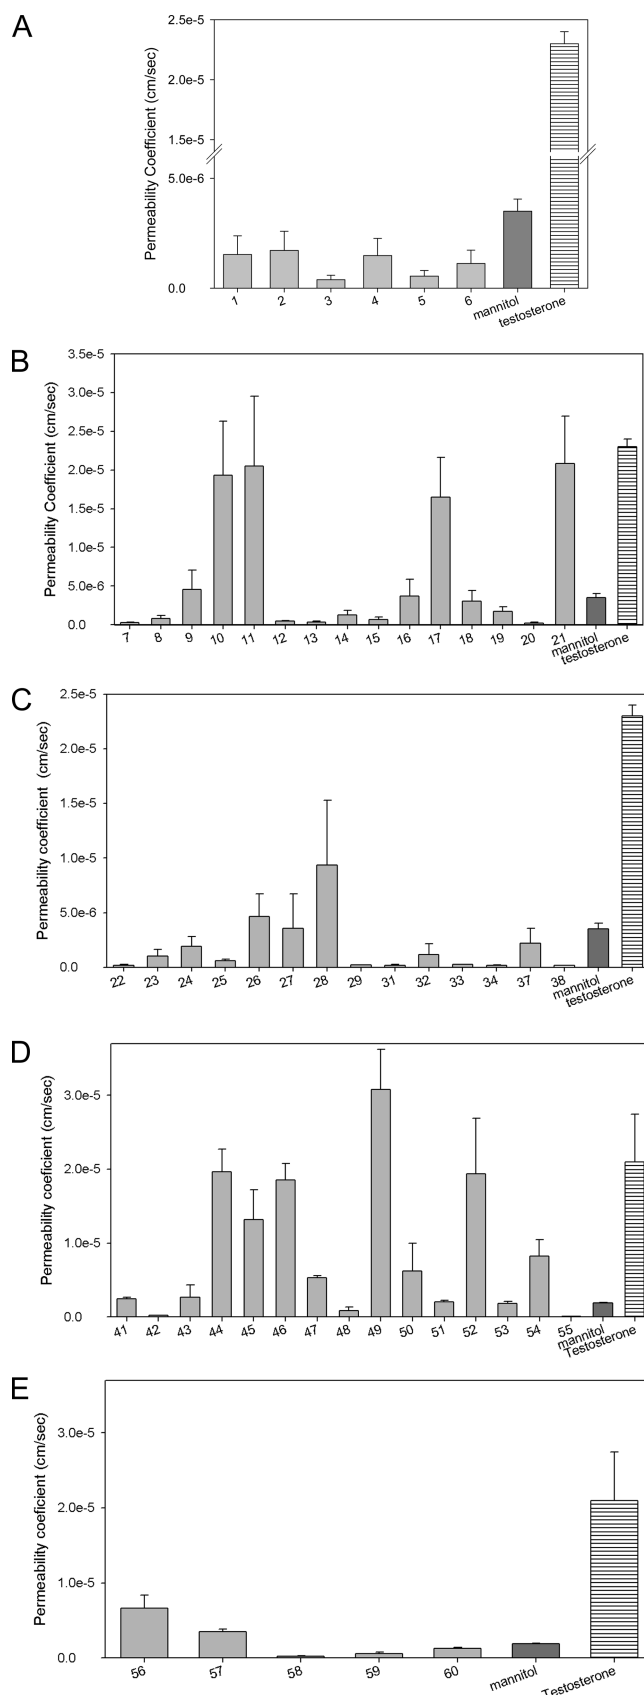 A
Permeability Coefficient (cm/sec)
2.5e-5
2.0e-5
1.5e-5
5.0e-6
0.0
1 2 3 4 5 6 mannitol testosterone
B
Permeability Coefficient (cm/sec)
3.5e-5
3.0e-5
2.5e-5
2.0e-5
1.5e-5
1.0e-5
5.0e-6
0.0
7 8 9 10 11 12 13 14 15 16 17 18 19 20 21 mannitol testosterone
C
Permeability coefficient (cm/sec)
2.5e-5
2.0e-5
1.5e-5
1.0e-5
5.0e-6
0.0
22 23 24 25 26 27 28 29 31 32 33 34 37 38 mannitol testosterone
D
Permeability coeficient (cm/sec)
3.0e-5
2.0e-5
1.0e-5
0.0
41 42 43 44 45 46 47 48 49 50 51 52 53 54 55 mannitol Testosterone
E
Permeability coeficient (cm/sec)
3.0e-5
2.0e-5
1.0e-5
0.0
56 57 58 59 60 mannitol Testosterone